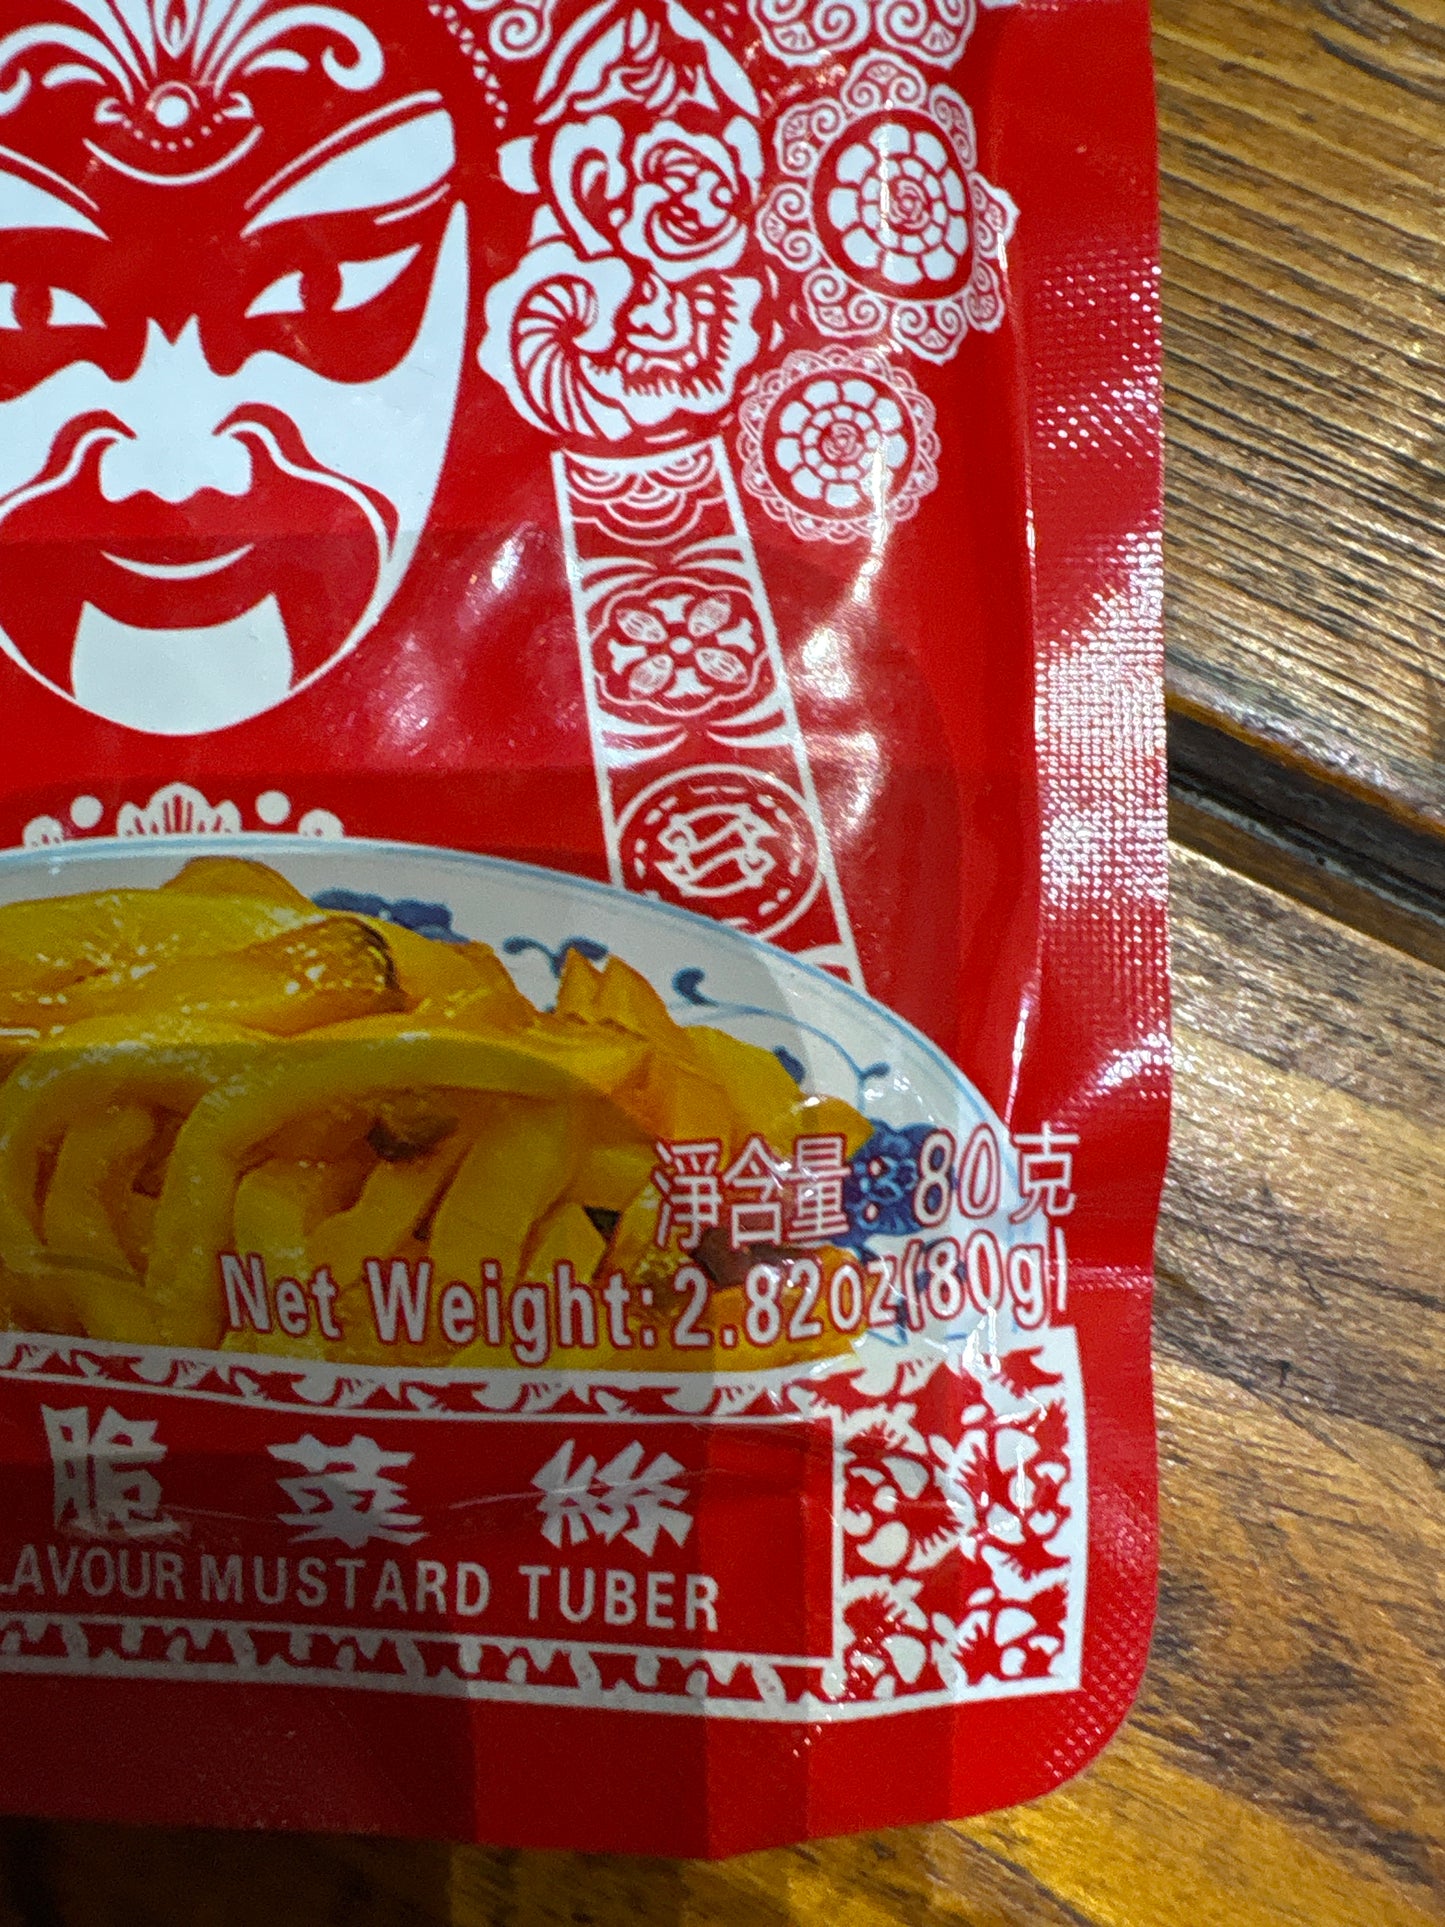 淨含量：80克
Net Weight:2.82oz(80g)
脆菜絲
LAVOUR MUSTARD TUBER